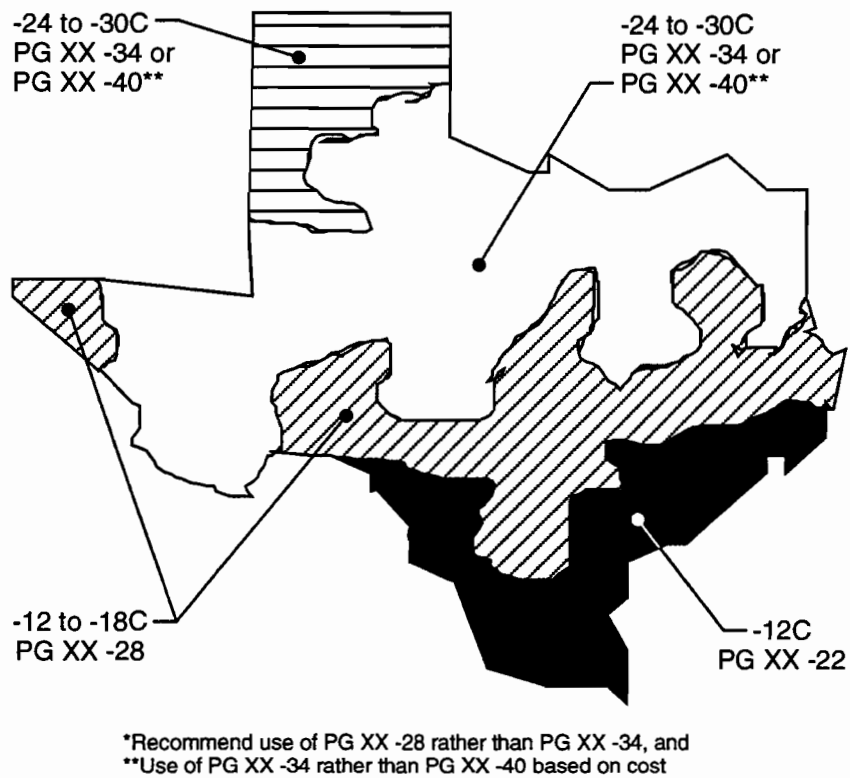 -24 to -30C
PG XX -34 or
PG XX -40**
-24 to -30C
PG XX -34 or
PG XX -40**
-12 to -18C
PG XX -28
-12C
PG XX -22
*Recommend use of PG XX -28 rather than PG XX -34, and
**Use of PG XX -34 rather than PG XX -40 based on cost